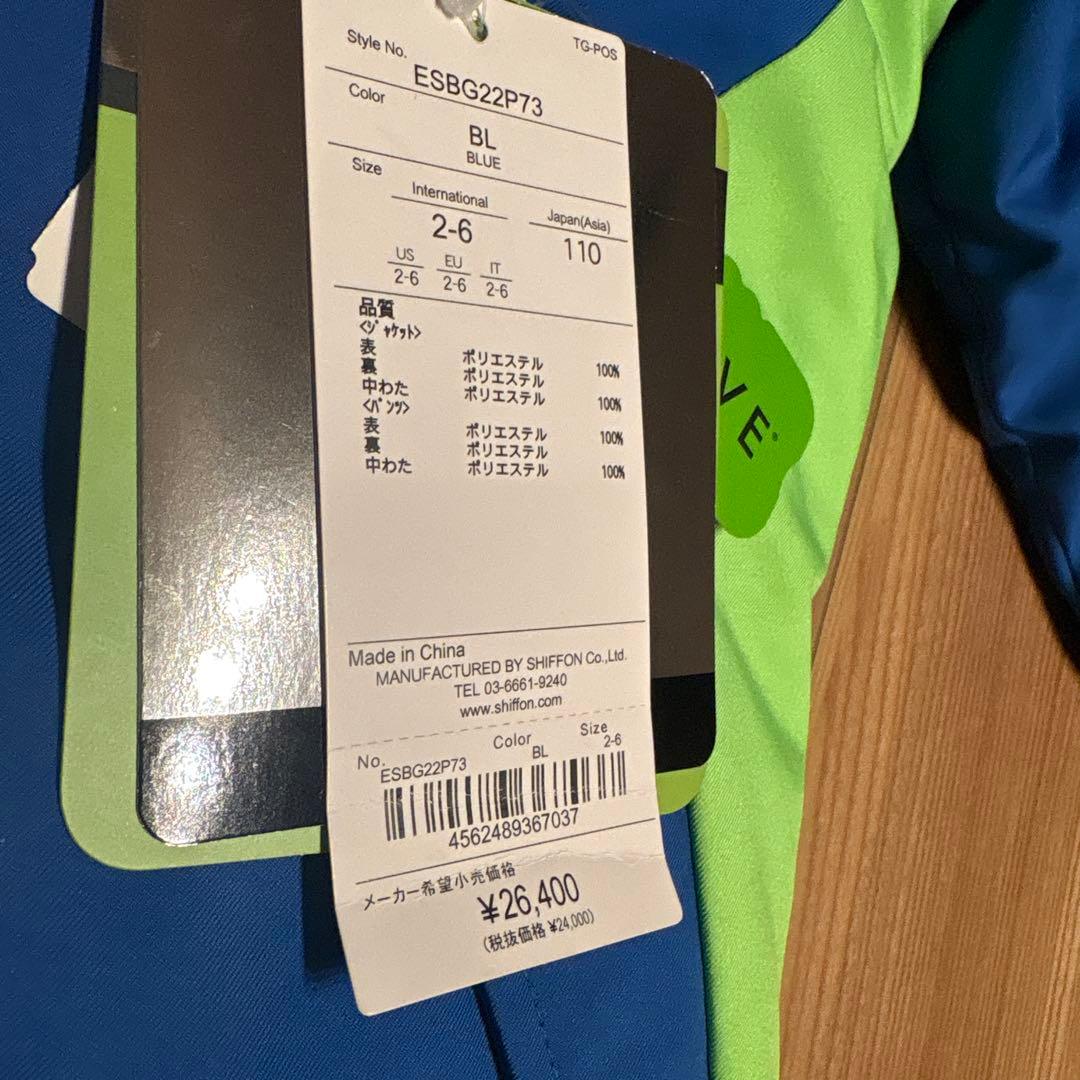 Style No.
TG-POS
ESBG22P73
Color
BL
BLUE
Size
International
Japan(Asia)
2-6
110
US EU IT
2-6 2-6 2-6
品質
<ｼﾞｬｹｯﾄ>
表 ポリエステル 100%
裏 ポリエステル
中わた ポリエステル 100%
<ﾊﾟﾝﾂ>
表 ポリエステル 100%
裏 ポリエステル
中わた ポリエステル 100%
Made in China
MANUFACTURED BY SHIFFON Co.,Ltd.
TEL 03-6661-9240
www.shiffon.com
No. Color Size
ESBG22P73 BL 2-6
4562489367037
メーカー希望小売価格
¥26,400
(税抜価格 ¥24,000)
VE